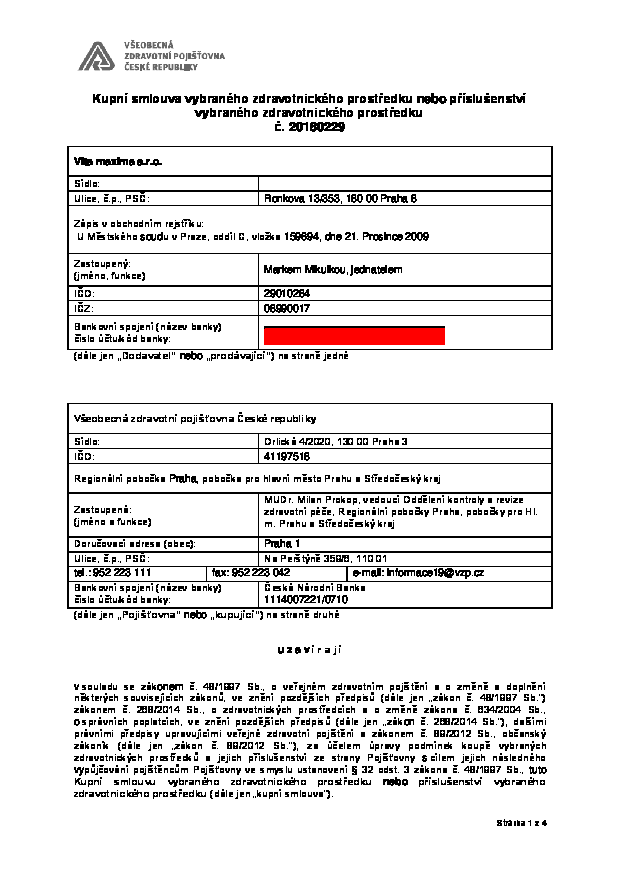 VŠEOBECNÁ
ZDRAVOTNÍ POJIŠŤOVNA
ČESKÉ REPUBLIKY
Kupní smlouva vybraného zdravotnického prostředku nebo příslušenství
vybraného zdravotnického prostředku
č. 20160229
Vita maxima s.r.o.
Sídlo:
Ulice, č.p., PSČ: Ronkova 13/353, 180 00 Praha 8
Zápis v obchodním rejstříku:
U Městského soudu v Praze, oddíl C, vložka 159694, dne 21. Prosince 2009
Zastoupený:
(jméno, funkce) Markem Mikulkou, jednatelem
IČO: 29010284
IČZ: 06990017
Bankovní spojení (název banky)
číslo účtu/kód banky:
(dále jen „Dodavatel" nebo „prodávající") na straně jedné
Všeobecná zdravotní pojišťovna České republiky
Sídlo: Orlická 4/2020, 130 00 Praha 3
IČO: 41197518
Regionální pobočka Praha, pobočka pro hlavní město Prahu a Středočeský kraj
Zastoupená:
(jméno a funkce) MUDr. Milan Prokop, vedoucí Oddělení kontroly a revize
zdravotní péče, Regionální pobočky Praha, pobočky pro Hl.
m. Prahu a Středočeský kraj
Doručovací adresa (obec): Praha 1
Ulice, č.p., PSČ: Na Perštýně 359/6, 110 01
tel.: 952 223 111 fax: 952 223 042 e-mail: informace19@vzp.cz
Bankovní spojení (název banky)
číslo účtu/kód banky: Česká Národní Banka
1114007221/0710
(dále jen „Pojišťovna" nebo „kupující") na straně druhé
u z a v í r a j í
v souladu se zákonem č. 48/1997 Sb., o veřejném zdravotním pojištění a o změně a doplnění
některých souvisejících zákonů, ve znění pozdějších předpisů (dále jen „zákon č. 48/1997 Sb.")
zákonem č. 268/2014 Sb., o zdravotnických prostředcích a o změně zákona č. 634/2004 Sb.,
o správních poplatcích, ve znění pozdějších předpisů (dále jen „zákon č. 268/2014 Sb."), dalšími
právními předpisy upravujícími veřejné zdravotní pojištění a zákonem č. 89/2012 Sb., občanský
zákoník (dále jen „zákon č. 89/2012 Sb."), za účelem úpravy podmínek koupě vybraných
zdravotnických prostředků a jejich příslušenství ze strany Pojišťovny s cílem jejich následného
vypůjčování pojištěncům Pojišťovny ve smyslu ustanovení § 32 odst. 3 zákona č. 48/1997 Sb., tuto
Kupní smlouvu vybraného zdravotnického prostředku nebo příslušenství vybraného
zdravotnického prostředku (dále jen „kupní smlouva").
Stránka 1 z 4